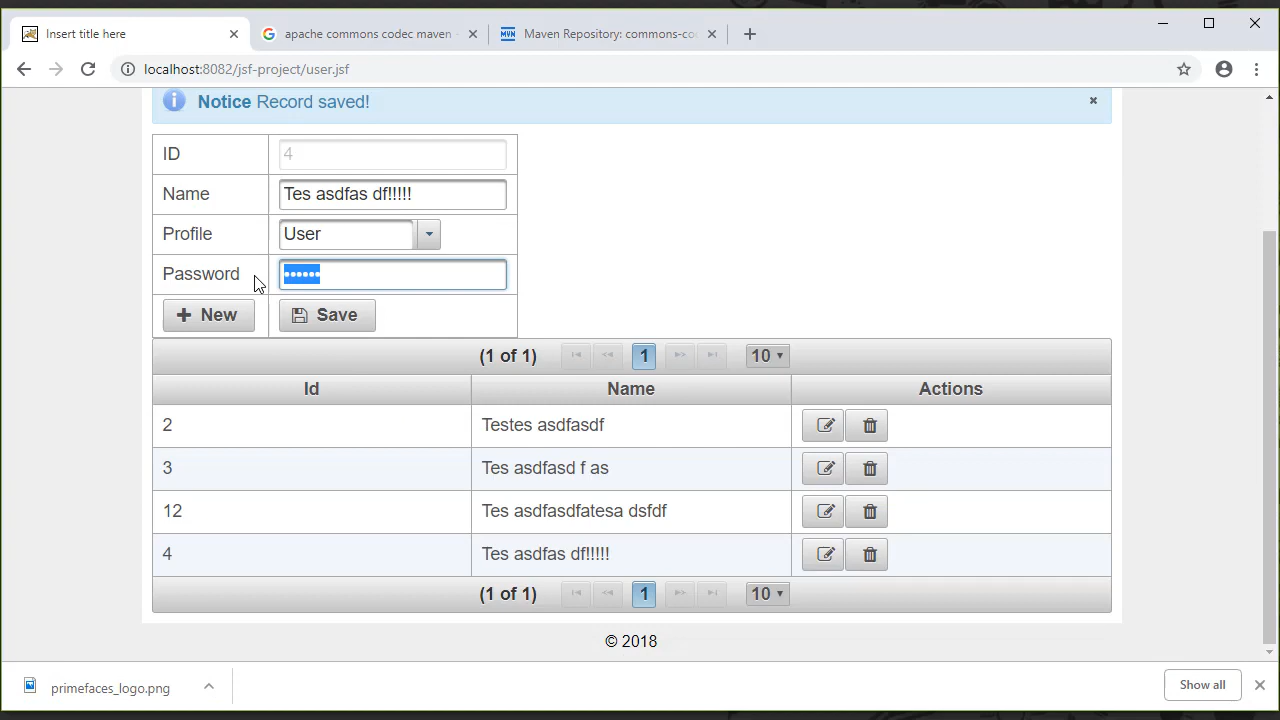 Insert title here
apache commons codec maven
MVN
Maven Repository: commons-co
localhost:8082/jsf-project/user.jsf
Notice Record saved!
ID
4
Name
Tes asdfas df!!!!!
Profile
User
Password
••••••
New
Save
(1 of 1)
1
10
Id
Name
Actions
2
Testes asdfasdf
3
Tes asdfasd f as
12
Tes asdfasdfatesa dsfdf
4
Tes asdfas df!!!!!
(1 of 1)
1
10
© 2018
primefaces_logo.png
Show all